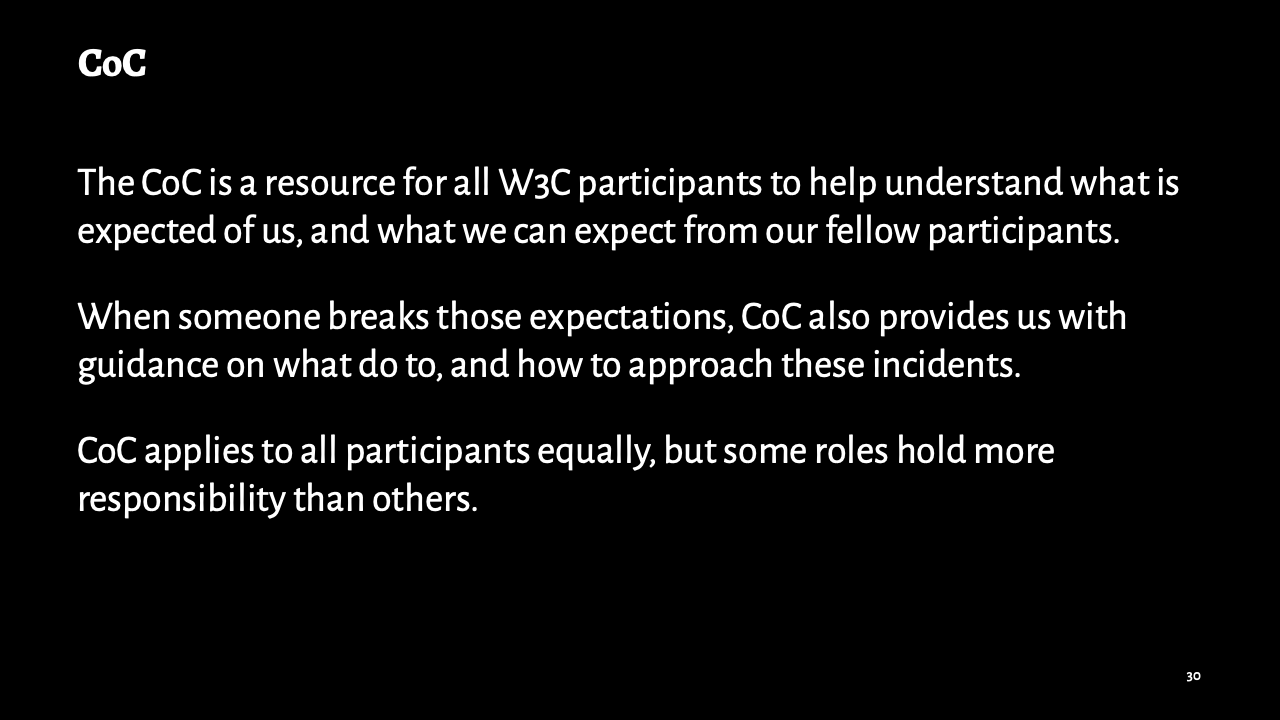 CoC
The CoC is a resource for all W3C participants to help understand what is
expected of us, and what we can expect from our fellow participants.
When someone breaks those expectations, CoC also provides us with
guidance on what do to, and how to approach these incidents.
CoC applies to all participants equally, but some roles hold more
responsibility than others.
30